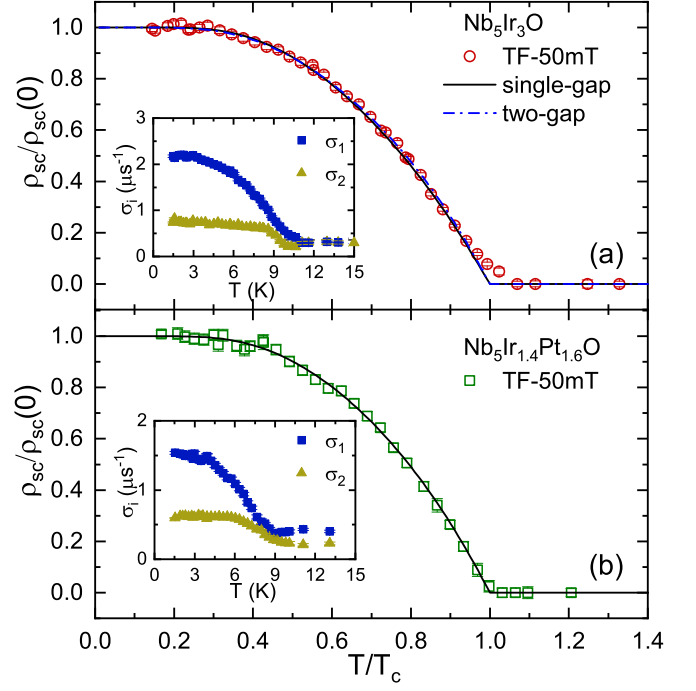 Nb₅Ir₃O
TF-50mT
single-gap
two-gap
(a)
ρsc/ρsc(0)
1.0
0.8
0.6
0.4
0.2
0.0
σ₁
σ₂
σᵢ (μs⁻¹)
3
2
1
0
0 3 6 9 12 15
T (K)
Nb₅Ir₁.₄Pt₁.₆O
TF-50mT
(b)
ρsc/ρsc(0)
1.0
0.8
0.6
0.4
0.2
0.0
σ₁
σ₂
σᵢ (μs⁻¹)
2
1
0
0 3 6 9 12 15
T (K)
0.0 0.2 0.4 0.6 0.8 1.0 1.2 1.4
T/Tc